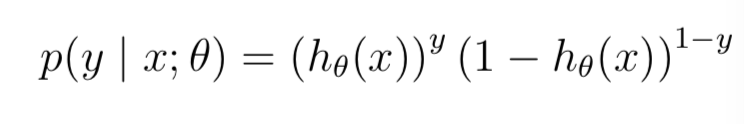 p(y | x; θ) = (h_θ(x))^y (1 − h_θ(x))^{1−y}